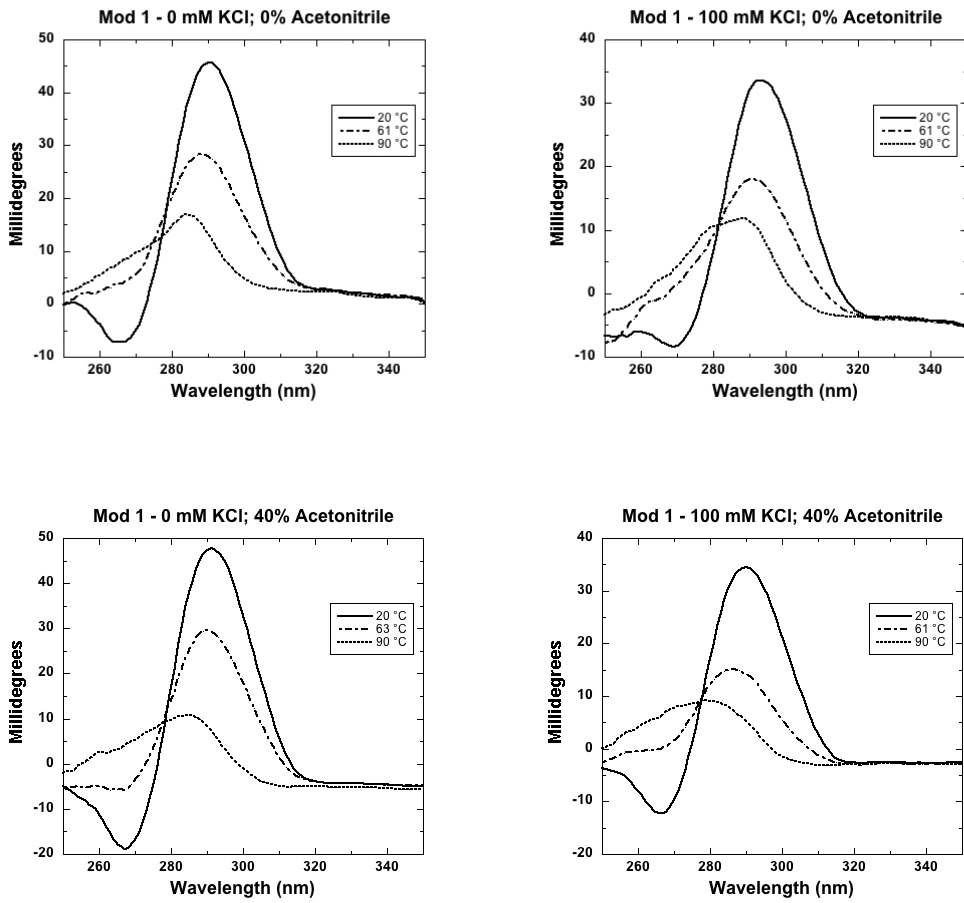 Mod 1 - 0 mM KCl; 0% Acetonitrile
50
40
30
20
10
0
-10
260
280
300
320
340
Millidegrees
Wavelength (nm)
20 °C
61 °C
90 °C
Mod 1 - 100 mM KCl; 0% Acetonitrile
40
30
20
10
0
-10
260
280
300
320
340
Millidegrees
Wavelength (nm)
20 °C
61 °C
90 °C
Mod 1 - 0 mM KCl; 40% Acetonitrile
50
40
30
20
10
0
-10
-20
260
280
300
320
340
Millidegrees
Wavelength (nm)
20 °C
63 °C
90 °C
Mod 1 - 100 mM KCl; 40% Acetonitrile
40
30
20
10
0
-10
-20
260
280
300
320
340
Millidegrees
Wavelength (nm)
20 °C
61 °C
90 °C